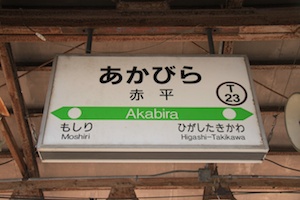 あかびら
赤平
T
23
Akabira
もしり
Moshiri
ひがしたきかわ
Higashi-Takikawa